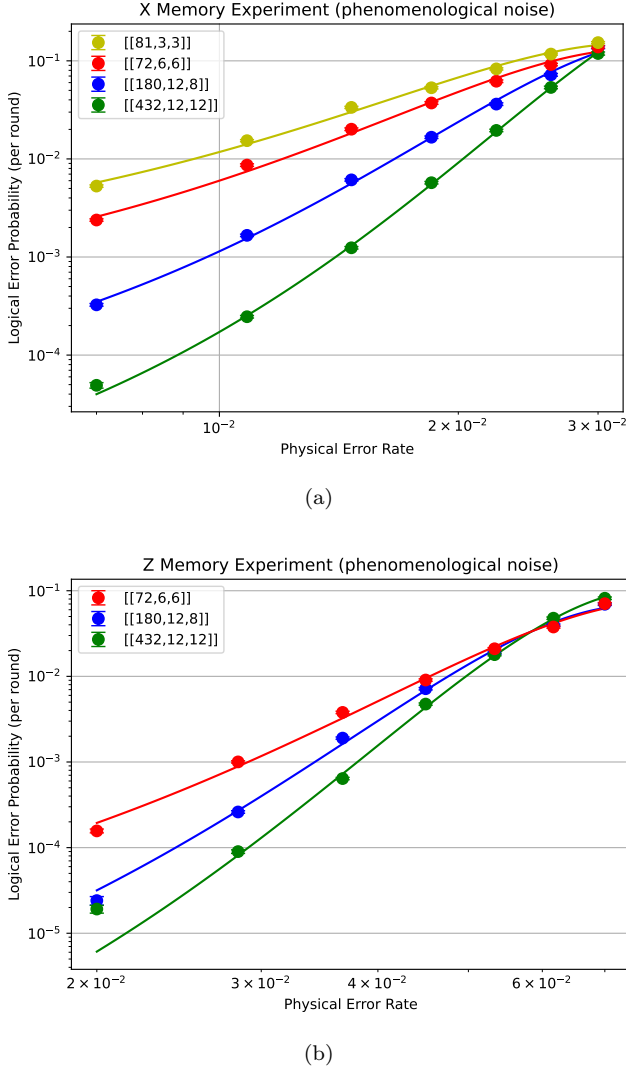 X Memory Experiment (phenomenological noise)
[[81,3,3]]
[[72,6,6]]
[[180,12,8]]
[[432,12,12]]
Logical Error Probability (per round)
10⁻¹
10⁻²
10⁻³
10⁻⁴
10⁻²
2 × 10⁻²
3 × 10⁻²
Physical Error Rate
(a)
Z Memory Experiment (phenomenological noise)
[[72,6,6]]
[[180,12,8]]
[[432,12,12]]
Logical Error Probability (per round)
10⁻¹
10⁻²
10⁻³
10⁻⁴
10⁻⁵
2 × 10⁻²
3 × 10⁻²
4 × 10⁻²
6 × 10⁻²
Physical Error Rate
(b)